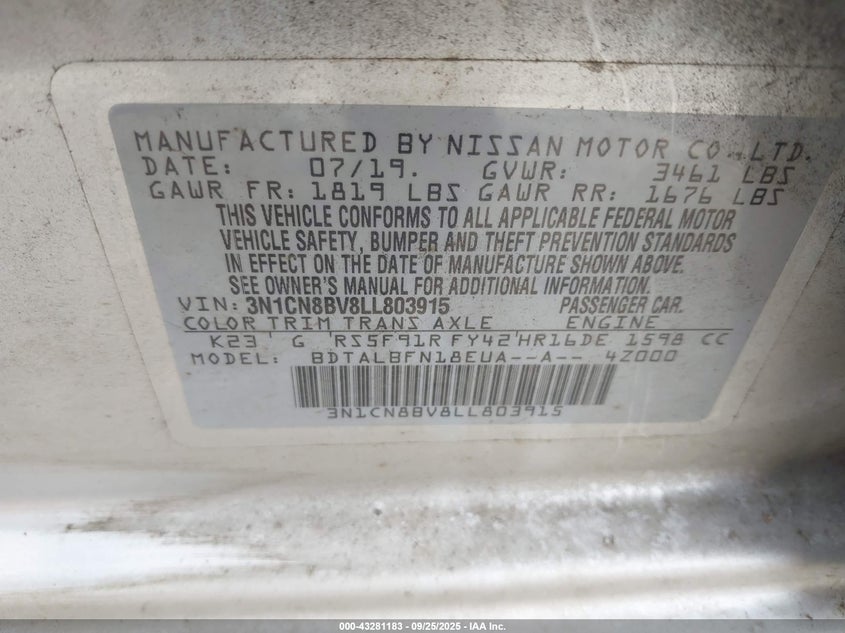 MANUFACTURED BY NISSAN MOTOR CO.,LTD.
DATE: 07/19. GVWR: 3461 LBS
GAWR FR: 1819 LBS GAWR RR: 1676 LBS
THIS VEHICLE CONFORMS TO ALL APPLICABLE FEDERAL MOTOR
VEHICLE SAFETY, BUMPER AND THEFT PREVENTION STANDARDS
IN EFFECT ON THE DATE OF MANUFACTURE SHOWN ABOVE.
SEE OWNER'S MANUAL FOR ADDITIONAL INFORMATION.
VIN: 3N1CN8BV8LL803915 PASSENGER CAR.
COLOR TRIM TRANS AXLE ENGINE
K23 G RS5F91R FY42 HR16DE 1598 CC
MODEL: BDTALBFN18EUA--A-- 4Z000
3N1CN8BV8LL803915
000-43281183 - 09/25/2025 - IAA Inc.